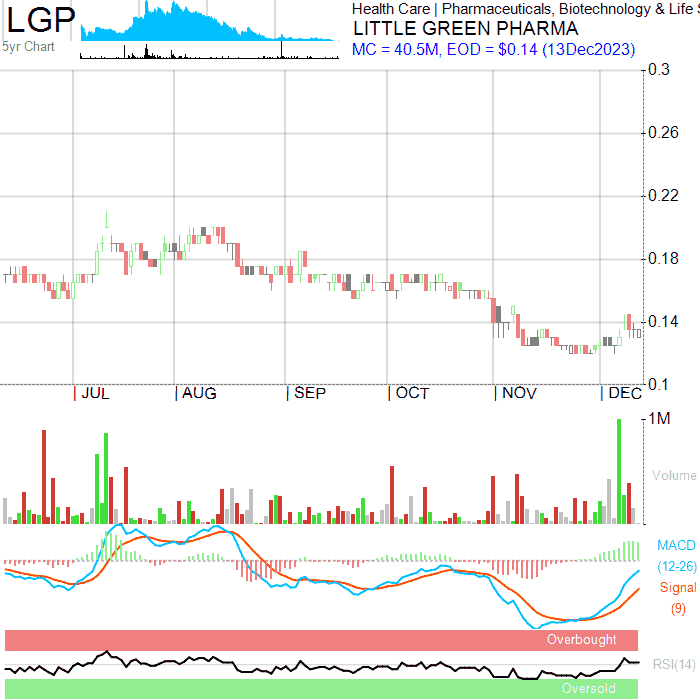 LGP
5yr Chart
Health Care | Pharmaceuticals, Biotechnology & Life
LITTLE GREEN PHARMA
MC = 40.5M, EOD = $0.14 (13Dec2023)
0.3
0.26
0.22
0.18
0.14
0.1
JUL
AUG
SEP
OCT
NOV
DEC
1M
Volume
MACD
(12-26)
Signal
(9)
Overbought
RSI(14)
Oversold